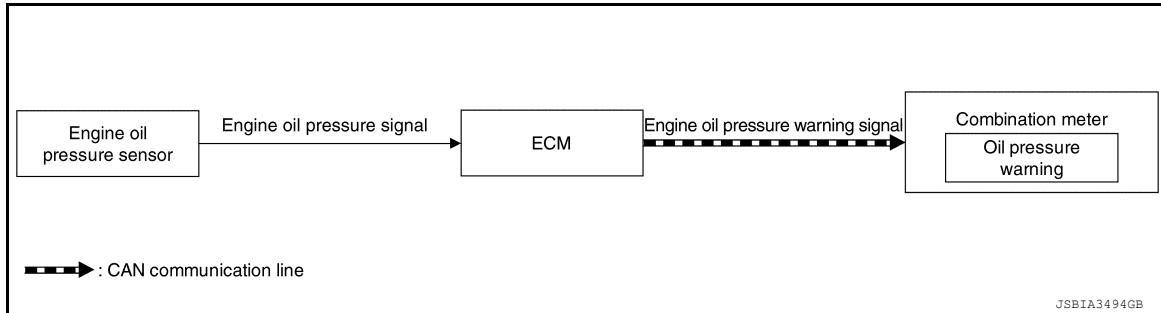 Engine oil
pressure sensor
Engine oil pressure signal
ECM
Engine oil pressure warning signal
Combination meter
Oil pressure
warning
: CAN communication line
JSBIA3494GB